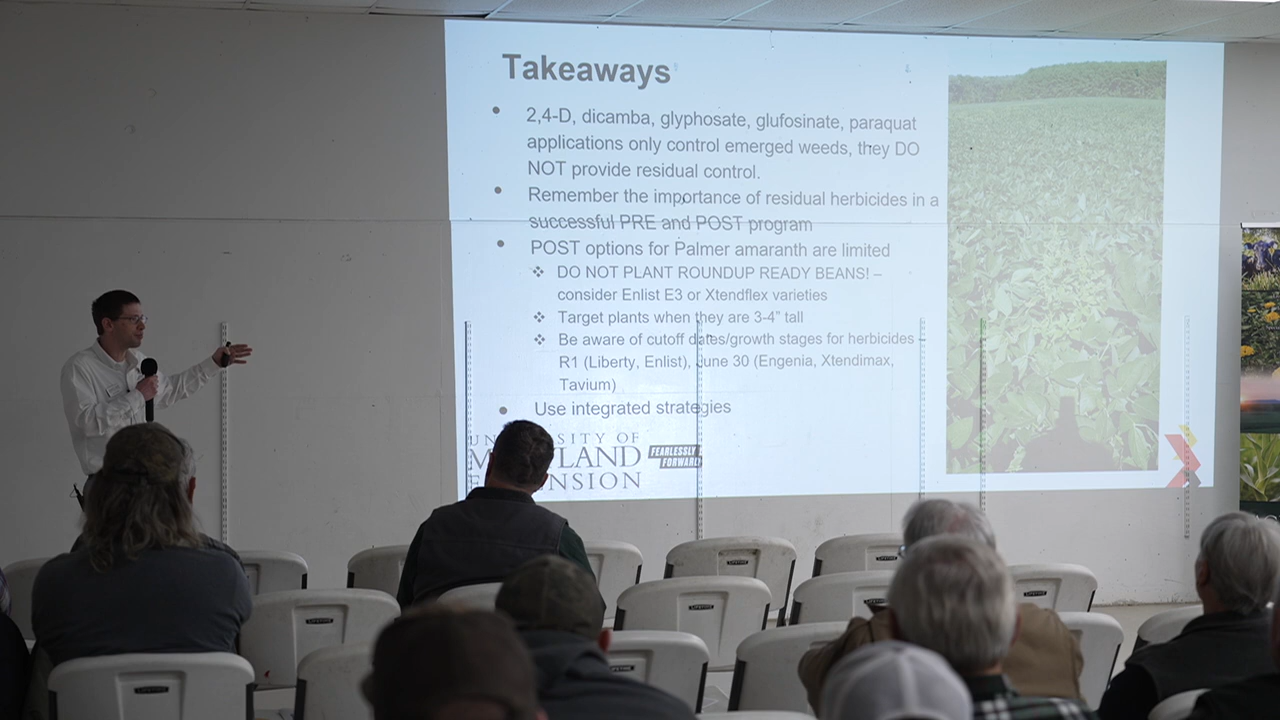 Takeaways
2,4-D, dicamba, glyphosate, glufosinate, paraquat
applications only control emerged weeds, they DO
NOT provide residual control.
Remember the importance of residual herbicides in a
successful PRE and POST program
POST options for Palmer amaranth are limited
DO NOT PLANT ROUNDUP READY BEANS! –
consider Enlist E3 or Xtendflex varieties
Target plants when they are 3-4" tall
Be aware of cutoff dates/growth stages for herbicides –
R1 (Liberty, Enlist), June 30 (Engenia, Xtendimax,
Tavium)
Use integrated strategies
OF
FEARLESSLY
FORWARD